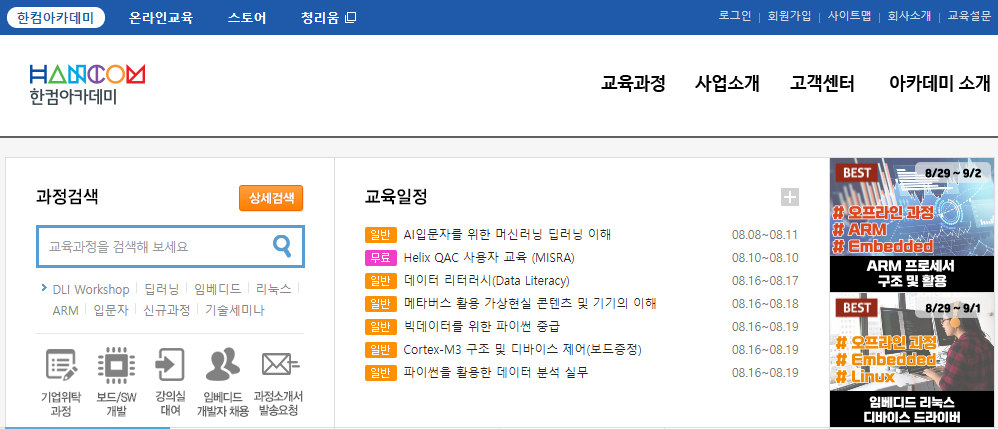 한컴아카데미 온라인교육 스토어 청리움
로그인 | 회원가입 | 사이트맵 | 회사소개 | 교육설문
HANCOM
한컴아카데미
교육과정 사업소개 고객센터 아카데미 소개
과정검색 상세검색
교육과정을 검색해 보세요
DLI Workshop | 딥러닝 | 임베디드 | 리눅스 |
ARM | 입문자 | 신규과정 | 기술세미나
기업위탁
과정
보드/SW
개발
강의실
대여
임베디드
개발자 채용
과정소개서
발송요청
교육일정
일반 AI입문자를 위한 머신러닝 딥러닝 이해 08.08~08.11
무료 Helix QAC 사용자 교육 (MISRA) 08.10~08.10
일반 데이터 리터러시(Data Literacy) 08.16~08.17
일반 메타버스 활용 가상현실 콘텐츠 및 기기의 이해 08.16~08.18
일반 빅데이터를 위한 파이썬 중급 08.16~08.19
일반 Cortex-M3 구조 및 디바이스 제어(보드증정) 08.16~08.19
일반 파이썬을 활용한 데이터 분석 실무 08.16~08.19
BEST 8/29 ~ 9/2
# 오프라인 과정
# ARM
# Embedded
ARM 프로세서
구조 및 활용
BEST 8/29 ~ 9/1
# 오프라인 과정
# Embedded
# Linux
임베디드 리눅스
디바이스 드라이버